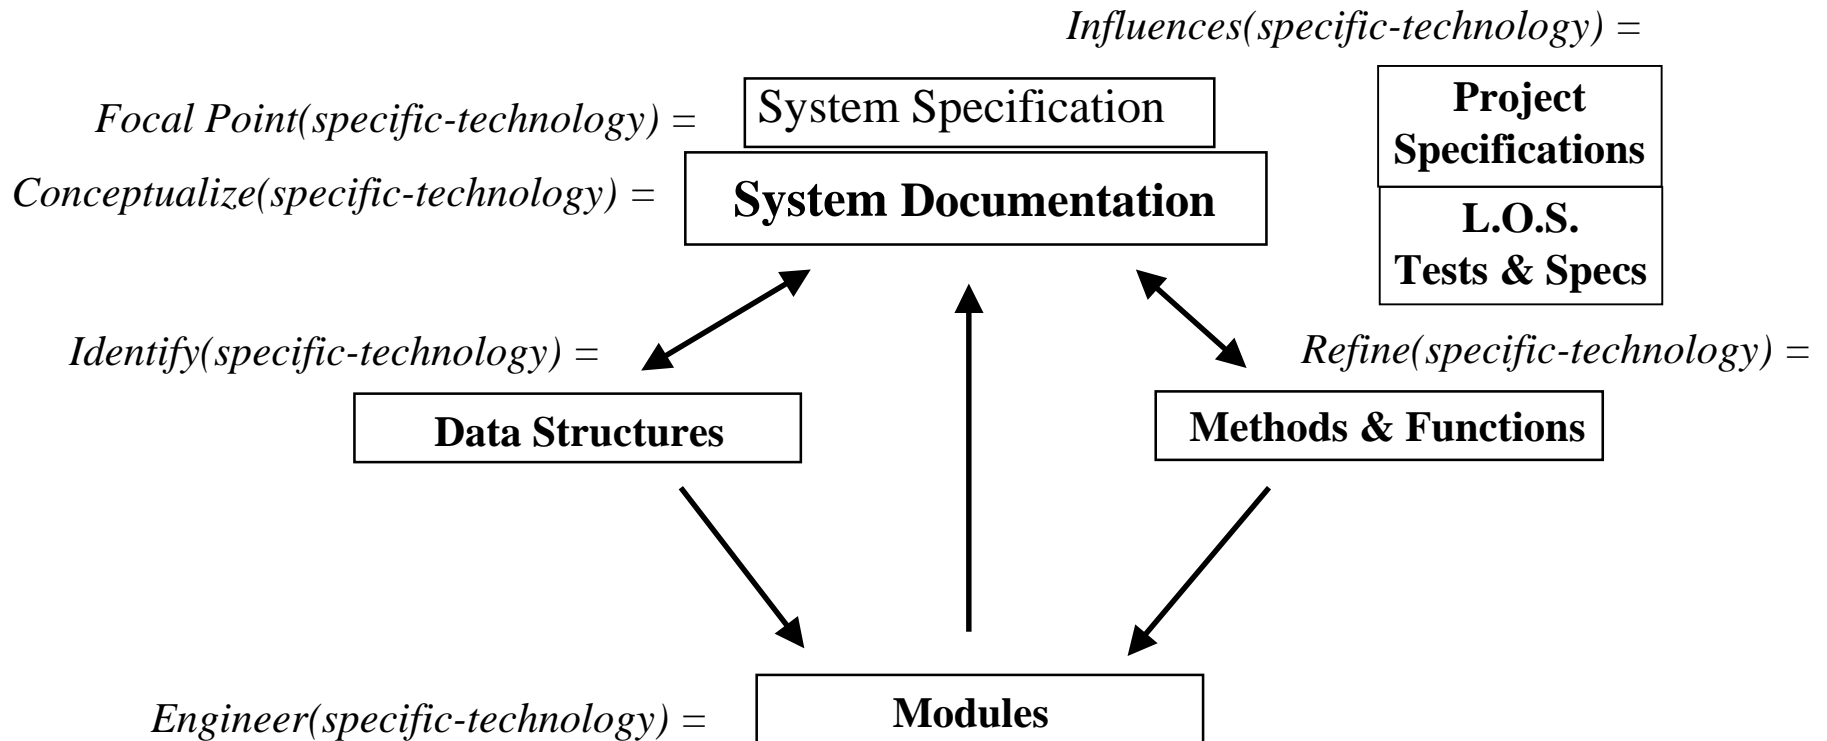 Influences(specific-technology) =
Focal Point(specific-technology) =
System Specification
Project
Specifications
Conceptualize(specific-technology) =
System Documentation
L.O.S.
Tests & Specs
Identify(specific-technology) =
Refine(specific-technology) =
Data Structures
Methods & Functions
Engineer(specific-technology) =
Modules